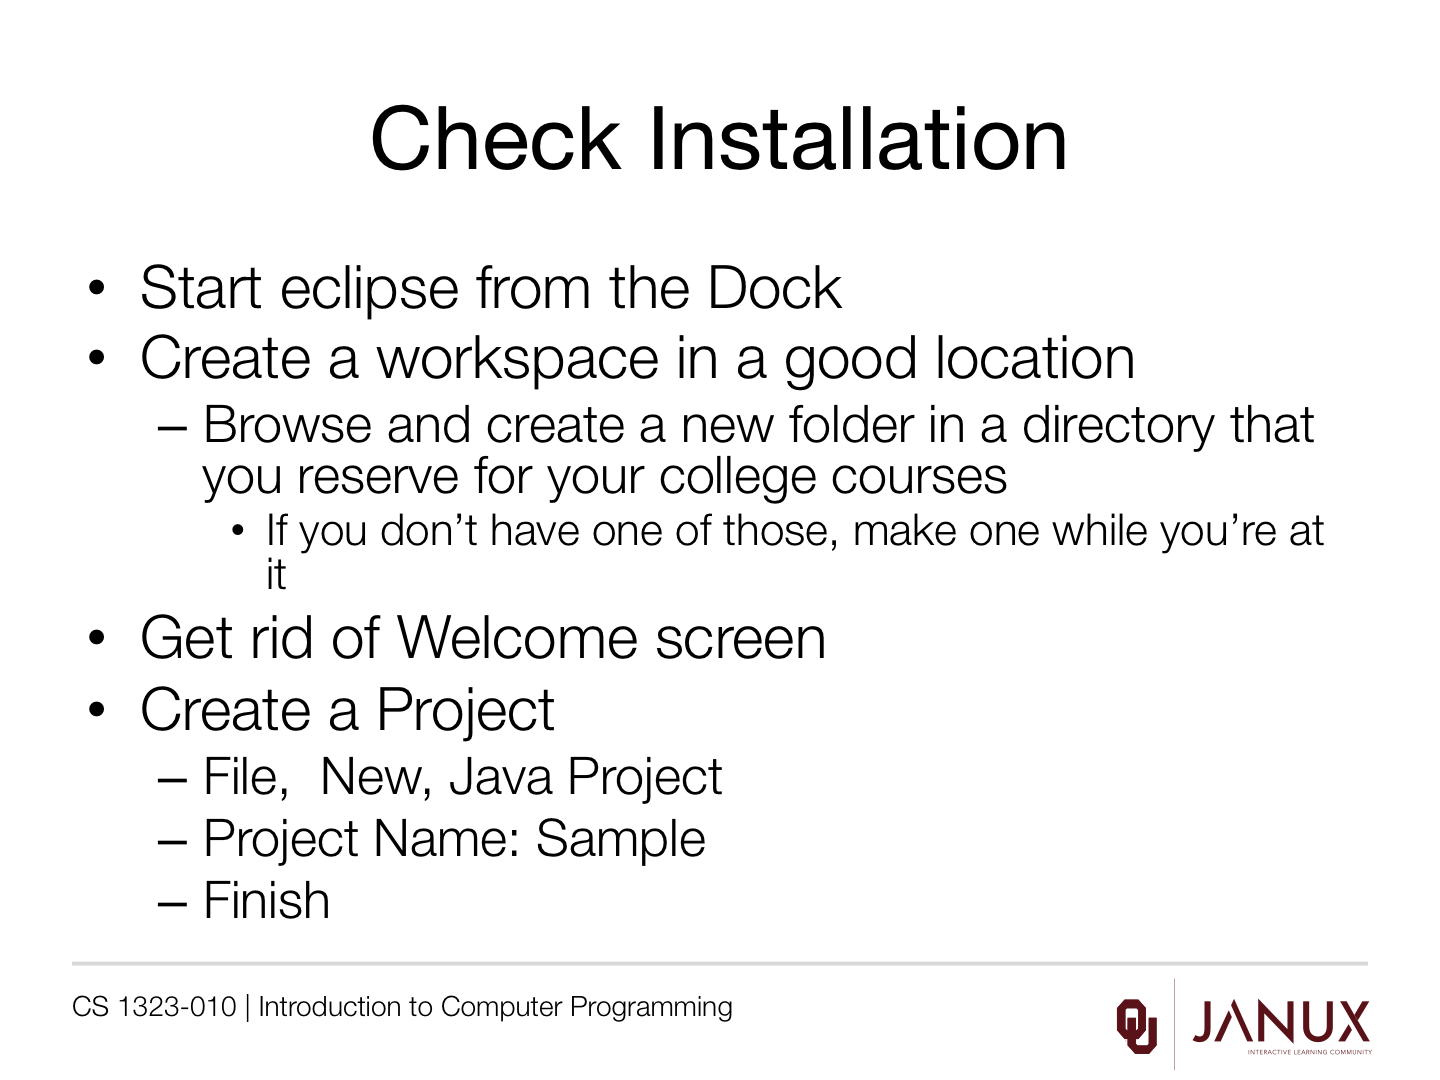 Check Installation
• Start eclipse from the Dock
• Create a workspace in a good location
– Browse and create a new folder in a directory that
you reserve for your college courses
• If you don’t have one of those, make one while you’re at
it
• Get rid of Welcome screen
• Create a Project
– File,  New, Java Project
– Project Name: Sample
– Finish
CS 1323-010 | Introduction to Computer Programming
OU
JANUX
INTERACTIVE LEARNING COMMUNITY